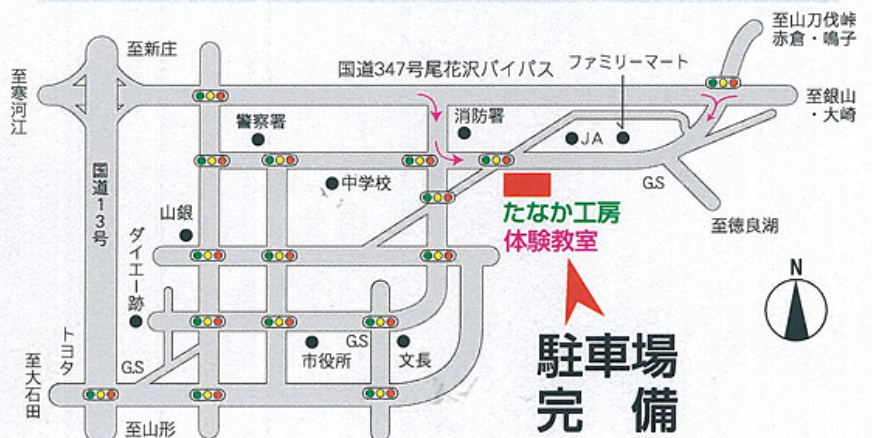 至山刀伐峠
赤倉・鳴子
至新庄
国道347号尾花沢バイパス
ファミリーマート
至寒河江
至銀山
・大崎
警察署
消防署
JA
中学校
国道13号
G.S
山銀
たなか工房
体験教室
至徳良湖
ダイエー跡
N
トヨタ
G.S
市役所
G.S
文長
駐車場
完備
至大石田
至山形